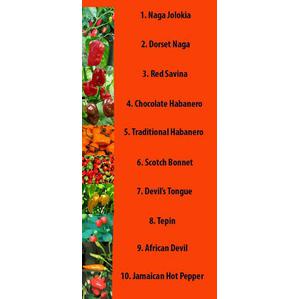 1. Naga Jolokia
2. Dorset Naga
3. Red Savina
4. Chocolate Habanero
5. Traditional Habanero
6. Scotch Bonnet
7. Devil's Tongue
8. Tepin
9. African Devil
10. Jamaican Hot Pepper